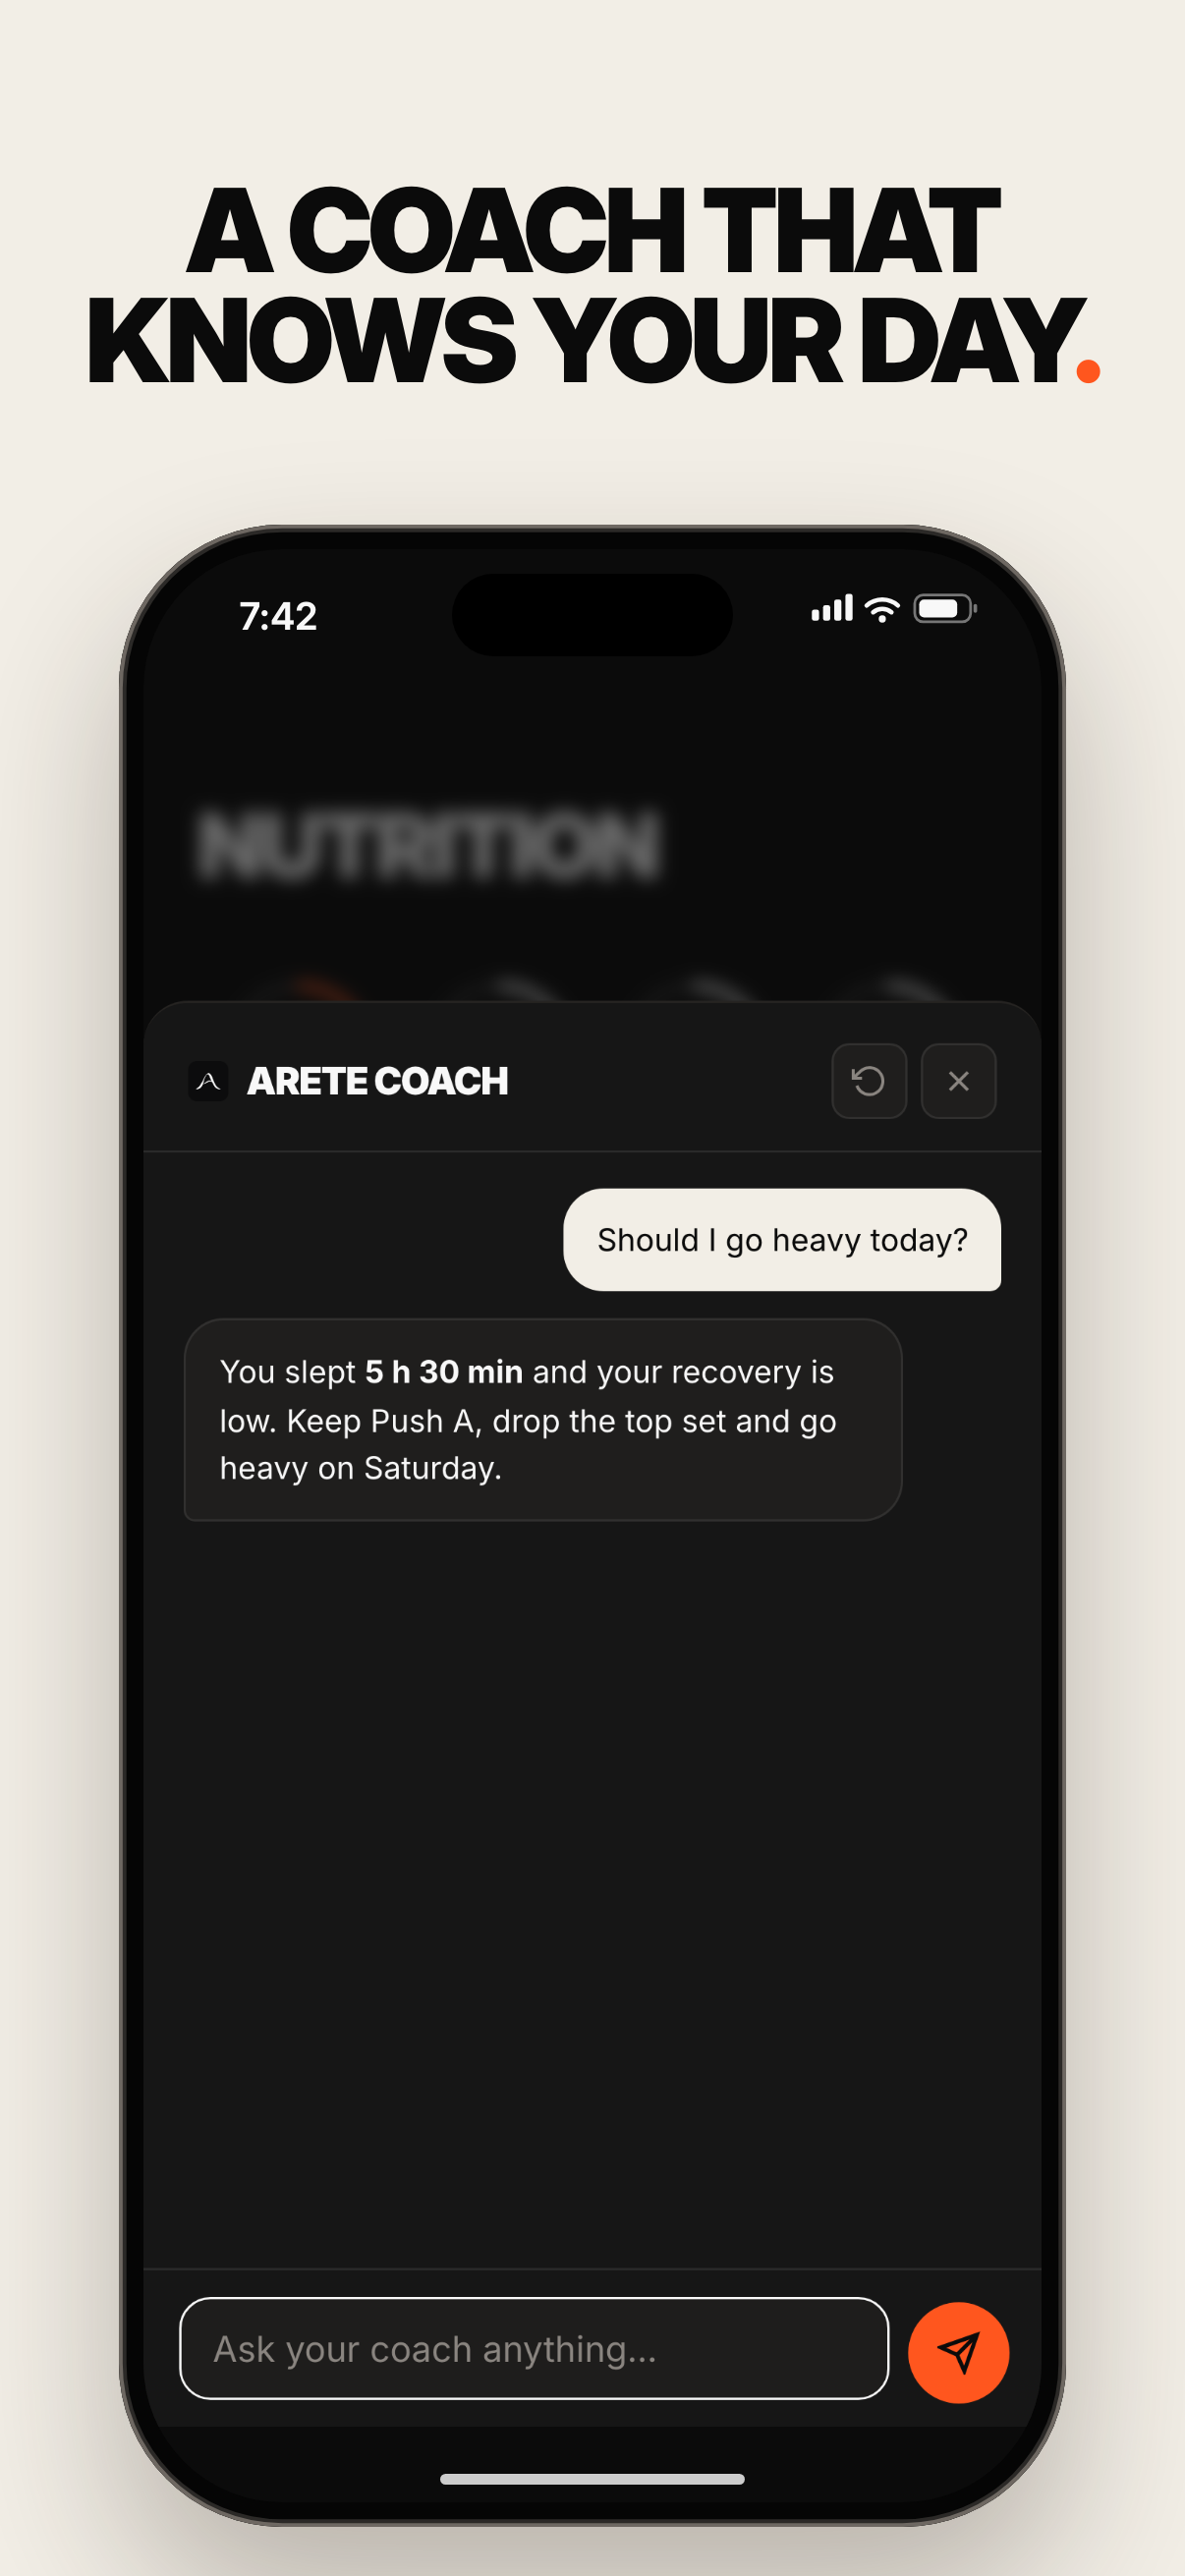 A COACH THAT
KNOWS YOUR DAY.
7:42
NUTRITION
ARETE COACH
Should I go heavy today?
You slept 5 h 30 min and your recovery is
low. Keep Push A, drop the top set and go
heavy on Saturday.
Ask your coach anything...